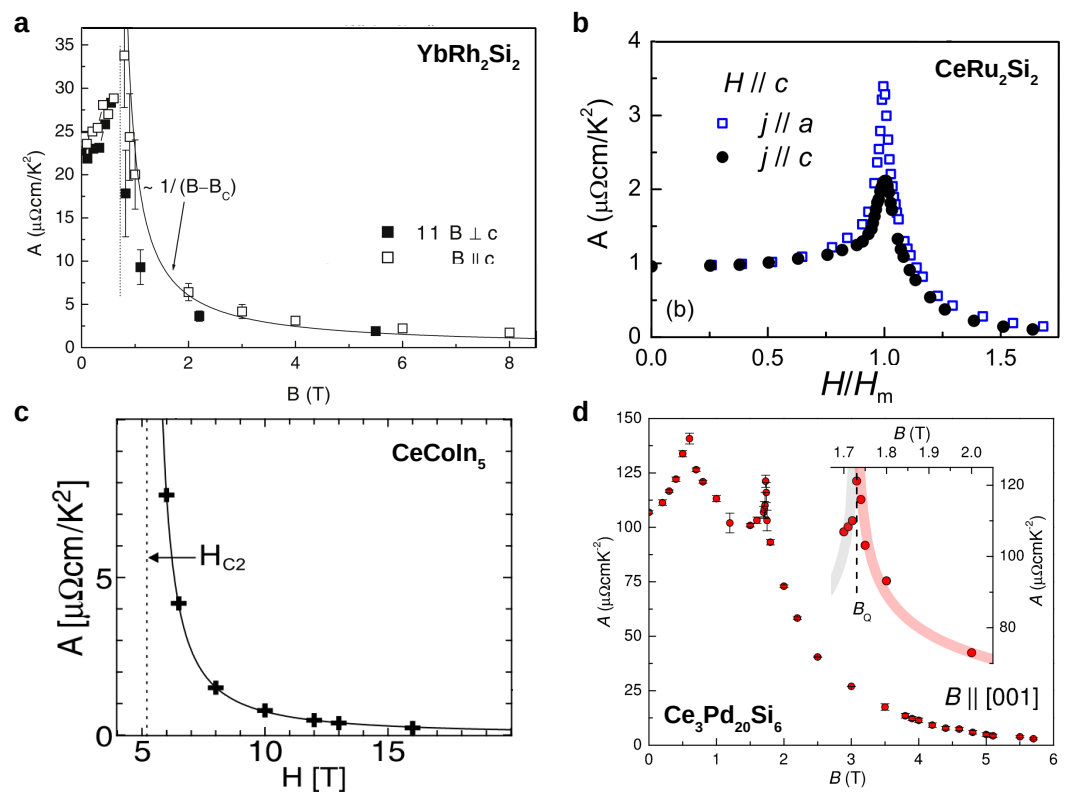 a
YbRh2Si2
35
30
25
20
15
10
5
0
A (μΩcm/K²)
~ 1/(B−BC)
11 B ⊥ c
B ∥ c
0 2 4 6 8
B (T)
b
CeRu2Si2
4
3
2
1
0
A (μΩcm/K²)
H // c
j // a
j // c
(b)
0.0 0.5 1.0 1.5
H/Hm
c
CeCoIn5
5
0
A [μΩcm/K²]
HC2
5 10 15
H [T]
d
150
125
100
75
50
25
0
A (μΩcmK⁻²)
B (T)
1.7 1.8 1.9 2.0
120
100
80
A (μΩcmK⁻²)
BQ
B || [001]
Ce3Pd20Si6
0 1 2 3 4 5 6
B (T)